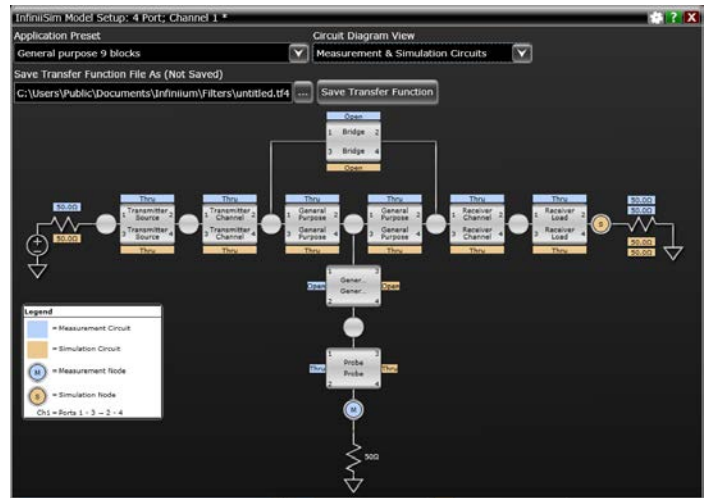 InfiniiSim Model Setup: 4 Port; Channel 1 *
? X
Application Preset
Circuit Diagram View
General purpose 9 blocks
Measurement & Simulation Circuits
Save Transfer Function File As (Not Saved)
C:\Users\Public\Documents\Infiniium\Filters\untitled.tf4
...
Save Transfer Function
Open
1 Bridge 2
3 Bridge 4
Open
50.0Ω
50.0Ω
Thru
1 Transmitter Source 2
3 Transmitter Source 4
Thru
Thru
1 Transmitter Channel 2
3 Transmitter Channel 4
Thru
Thru
1 General Purpose 2
3 General Purpose 4
Thru
Thru
1 General Purpose 2
3 General Purpose 4
Thru
Thru
1 Receiver Channel 2
3 Receiver Channel 4
Thru
Thru
1 Receiver Load 2
3 Receiver Load 4
Thru
S
50.0Ω
50.0Ω
50.0Ω
50.0Ω
1 3
Open Gener.. Open
Gener..
2 4
1 3
Thru Probe Thru
Probe
2 4
M
50Ω
Legend
= Measurement Circuit
= Simulation Circuit
M = Measurement Node
S = Simulation Node
Ch1 = Ports 1 - 3 → 2 - 4